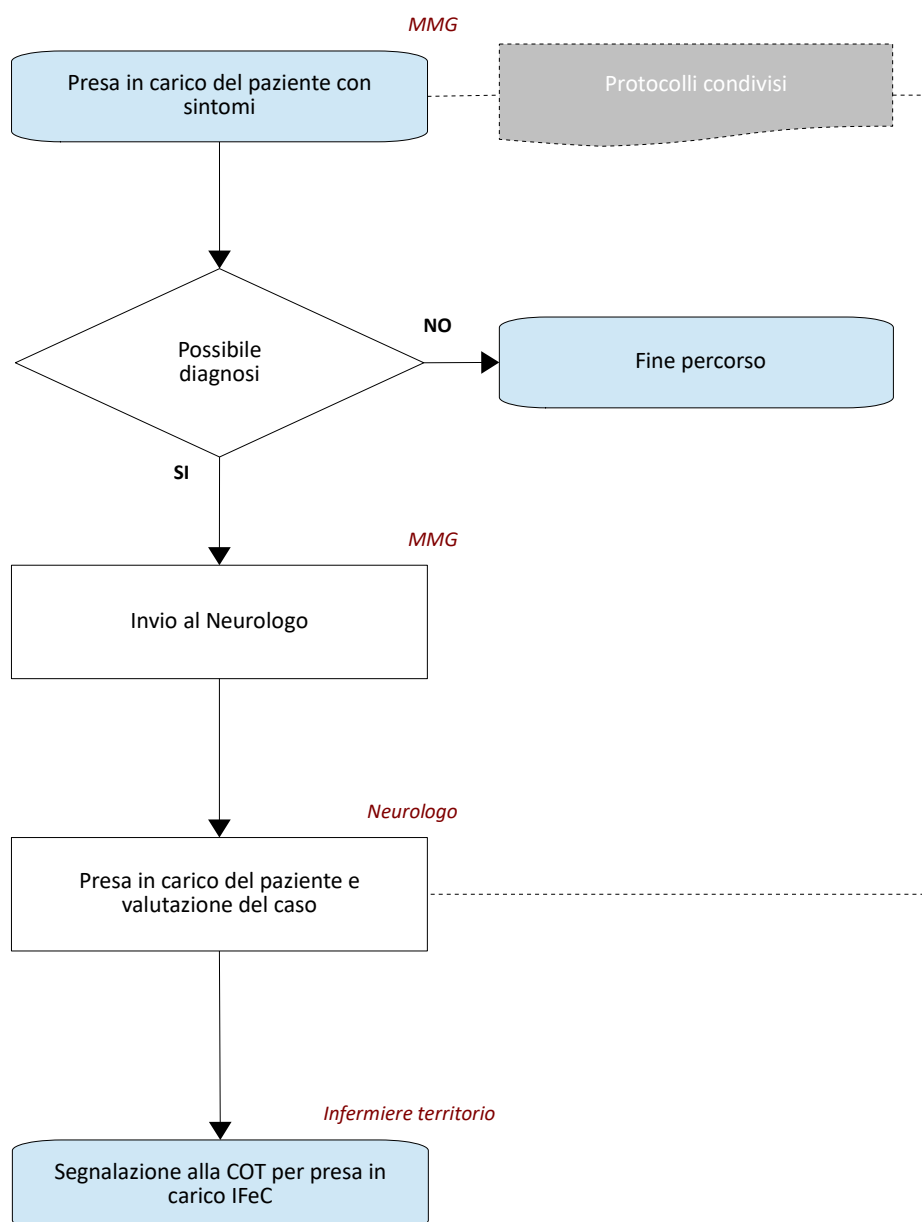 MMG
Presa in carico del paziente con
sintomi
Protocolli condivisi
Possibile
diagnosi
NO
Fine percorso
SI
MMG
Invio al Neurologo
Neurologo
Presa in carico del paziente e
valutazione del caso
Infermiere territorio
Segnalazione alla COT per presa in
carico IFeC